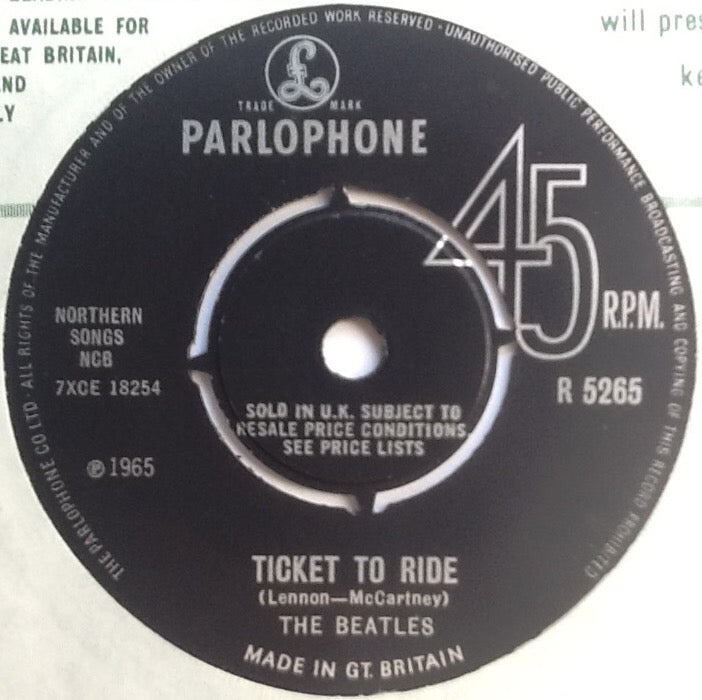 AVAILABLE FOR
EAT BRITAIN,
ND
LY
will pres
ke
THE PARLOPHONE CO LTD · ALL RIGHTS OF THE MANUFACTURER AND OF THE OWNER OF THE RECORDED WORK RESERVED · UNAUTHORISED PUBLIC PERFORMANCE BROADCASTING AND COPYING OF THIS RECORD PROHIBITED
£
TRADE MARK
PARLOPHONE
45
R.P.M.
NORTHERN
SONGS
NCB
7XCE 18254
R 5265
SOLD IN U.K. SUBJECT TO
RESALE PRICE CONDITIONS,
SEE PRICE LISTS
℗ 1965
TICKET TO RIDE
(Lennon—McCartney)
THE BEATLES
MADE IN GT. BRITAIN